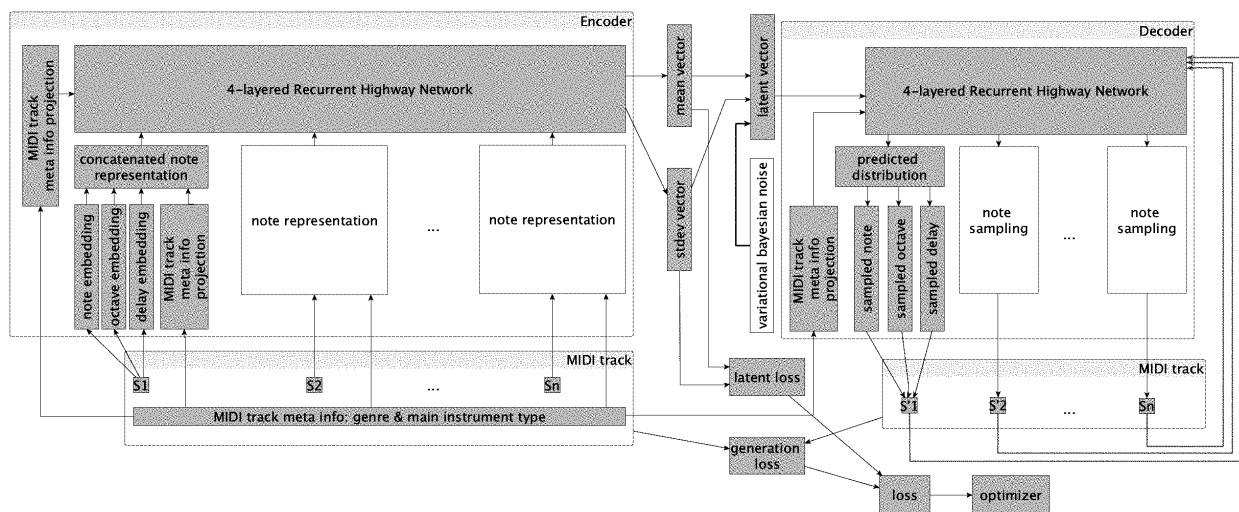 Encoder
MIDI track
meta info projection
4-layered Recurrent Highway Network
concatenated note
representation
note embedding
octave embedding
delay embedding
MIDI track
meta info
projection
note representation
...
note representation
MIDI track
S1
S2
...
Sn
MIDI track meta info: genre & main instrument type
mean vector
stdev vector
latent vector
variational bayesian noise
latent loss
generation
loss
Decoder
4-layered Recurrent Highway Network
MIDI track
meta info
projection
predicted
distribution
sampled note
sampled octave
sampled delay
note
sampling
...
note
sampling
MIDI track
S'1
S'2
...
Sn
loss
optimizer